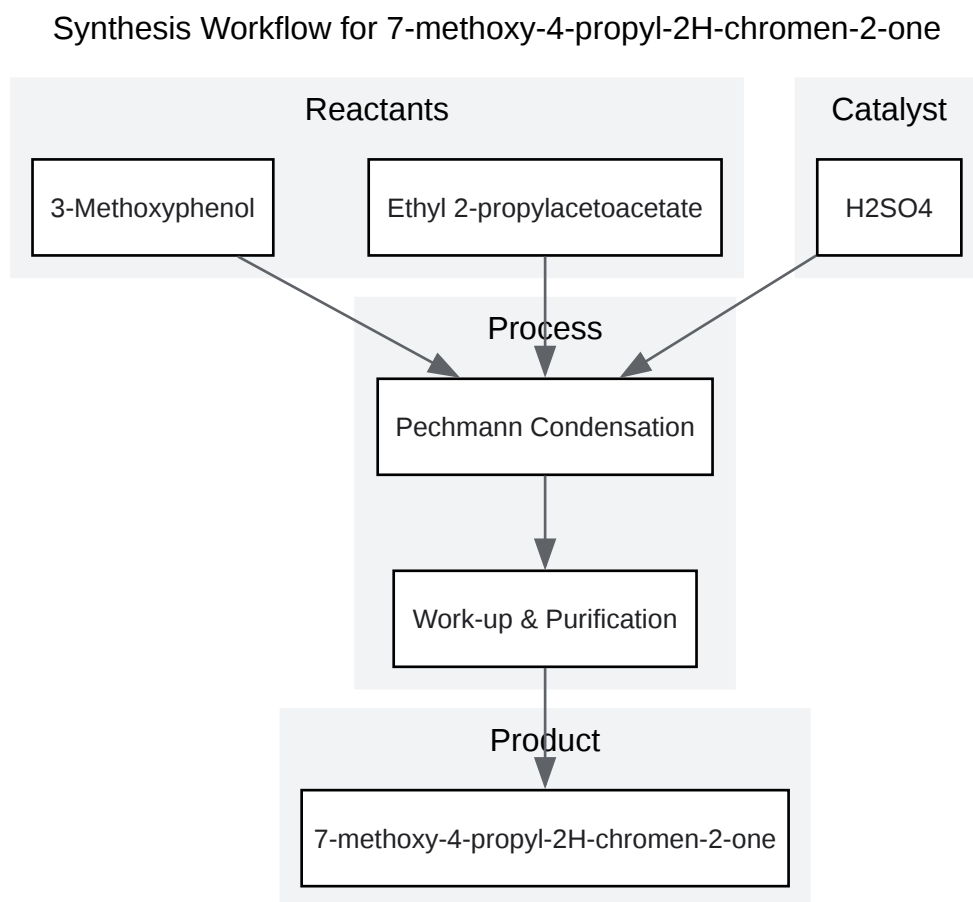 Synthesis Workflow for 7-methoxy-4-propyl-2H-chromen-2-one
Reactants
Catalyst
3-Methoxyphenol
Ethyl 2-propylacetoacetate
H2SO4
Process
Pechmann Condensation
Work-up & Purification
Product
7-methoxy-4-propyl-2H-chromen-2-one